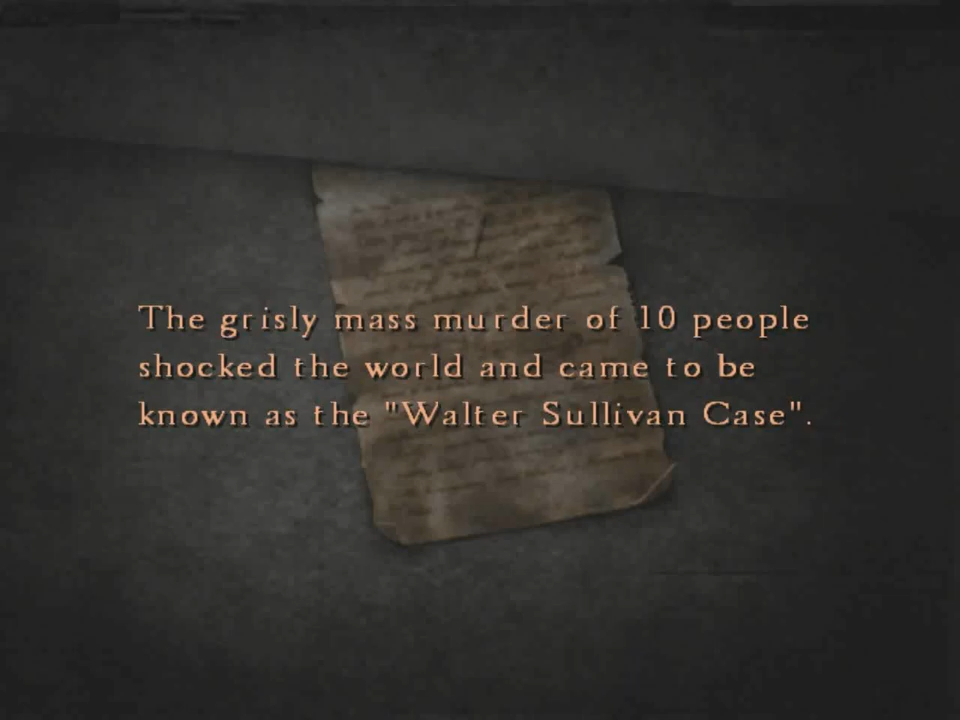 The grisly mass murder of 10 people
shocked the world and came to be
known as the "Walter Sullivan Case".